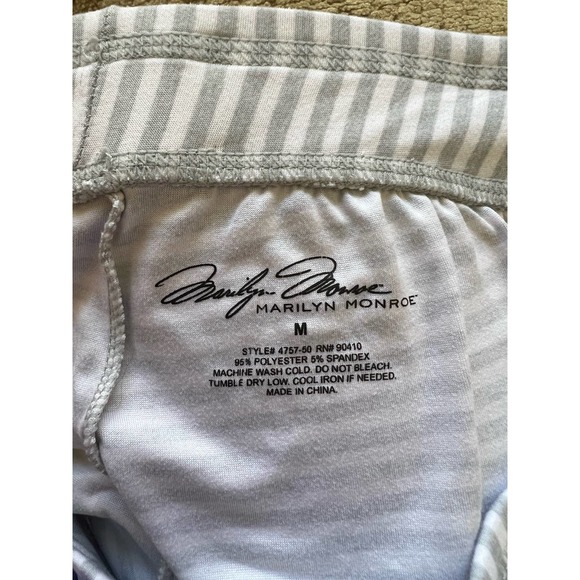 Marilyn Monroe
MARILYN MONROE™
M
STYLE# 4757-50 RN# 90410
95% POLYESTER 5% SPANDEX
MACHINE WASH COLD. DO NOT BLEACH.
TUMBLE DRY LOW. COOL IRON IF NEEDED.
MADE IN CHINA.